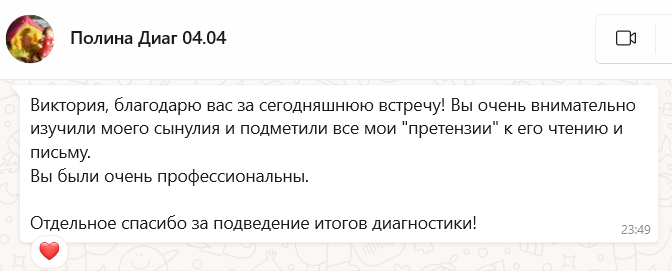 Полина Диаг 04.04
Виктория, благодарю вас за сегодняшнюю встречу! Вы очень внимательно
изучили моего сынулия и подметили все мои "претензии" к его чтению и
письму.
Вы были очень профессиональны.
Отдельное спасибо за подведение итогов диагностики!
23:49